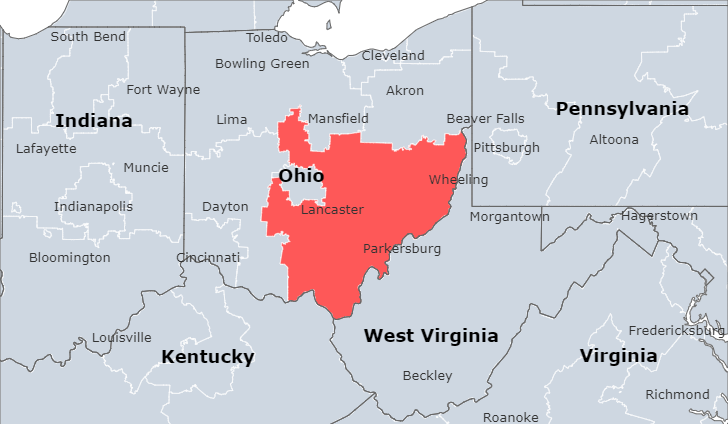 South Bend
Toledo
Cleveland
Bowling Green
Fort Wayne
Akron
Pennsylvania
Indiana
Lima
Mansfield
Beaver Falls
Altoona
Lafayette
Pittsburgh
Muncie
Ohio
Wheeling
Indianapolis
Dayton
Lancaster
Morgantown
Hagerstown
Bloomington
Cincinnati
Parkersburg
Louisville
Fredericksburg
West Virginia
Kentucky
Virginia
Beckley
Richmond
Roanoke